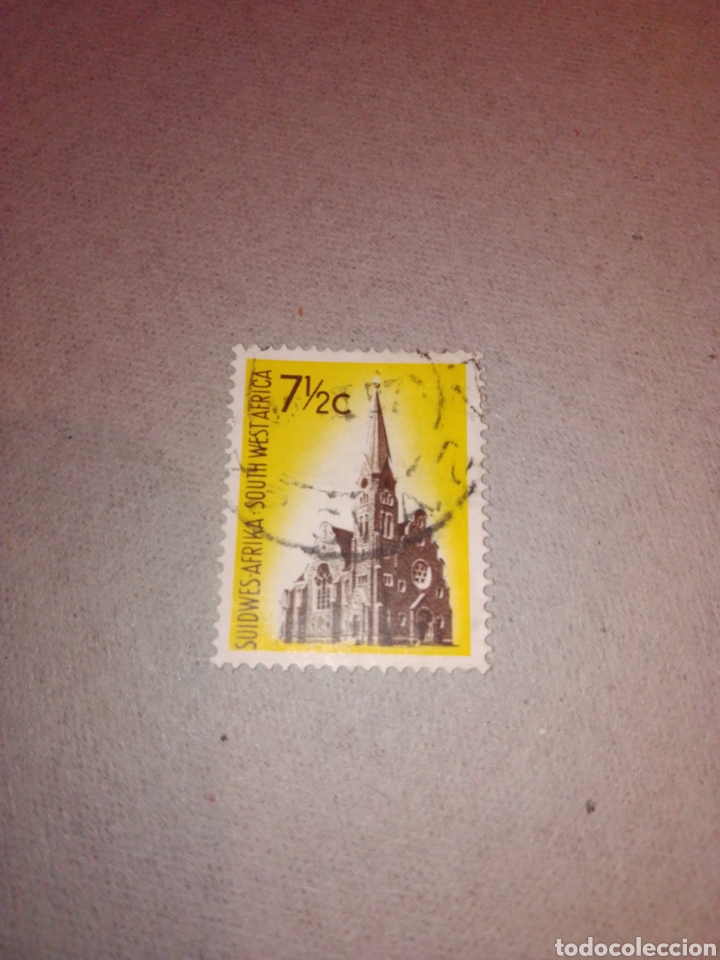 7½c
SUIDWES-AFRIKA·SOUTH WEST AFRICA
todocoleccion